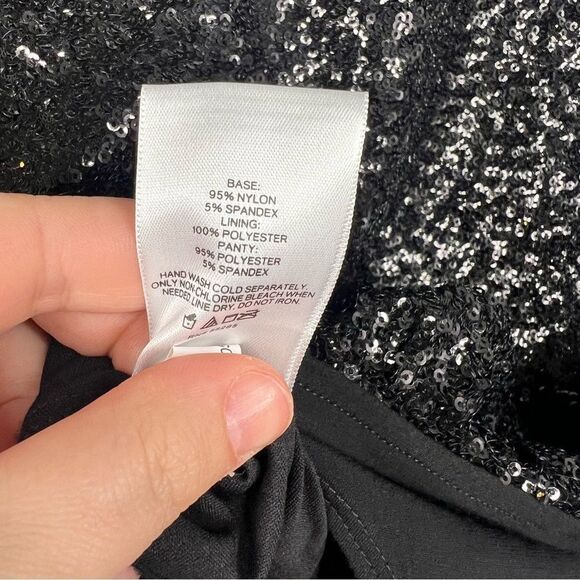 BASE:
95% NYLON
5% SPANDEX
LINING:
100% POLYESTER
PANTY:
95% POLYESTER
5% SPANDEX
HAND WASH COLD SEPARATELY.
ONLY NON-CHLORINE BLEACH WHEN
NEEDED LINE DRY. DO NOT IRON.